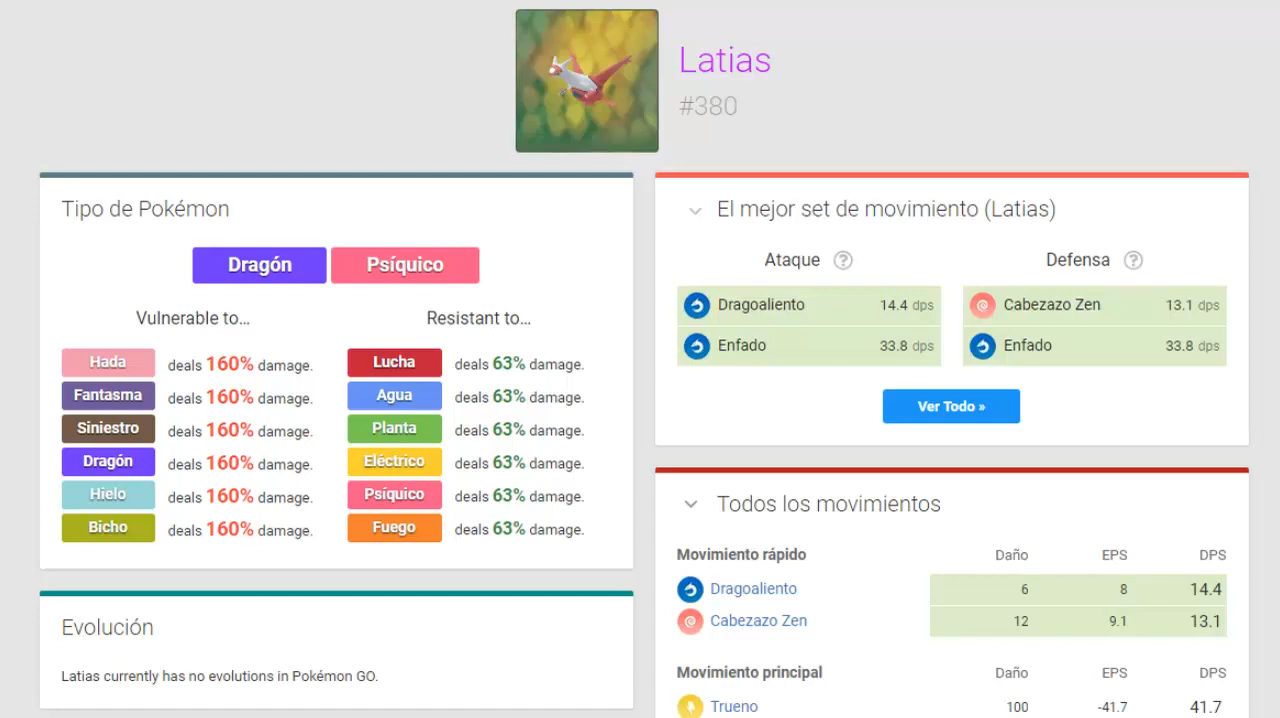 Latias
#380
Tipo de Pokémon
Dragón Psíquico
Vulnerable to... Resistant to...
Hada deals 160% damage. Lucha deals 63% damage.
Fantasma deals 160% damage. Agua deals 63% damage.
Siniestro deals 160% damage. Planta deals 63% damage.
Dragón deals 160% damage. Eléctrico deals 63% damage.
Hielo deals 160% damage. Psíquico deals 63% damage.
Bicho deals 160% damage. Fuego deals 63% damage.
Evolución
Latias currently has no evolutions in Pokémon GO.
El mejor set de movimiento (Latias)
Ataque ? Defensa ?
Dragoaliento 14.4 dps Cabezazo Zen 13.1 dps
Enfado 33.8 dps Enfado 33.8 dps
Ver Todo »
Todos los movimientos
Movimiento rápido Daño EPS DPS
Dragoaliento 6 8 14.4
Cabezazo Zen 12 9.1 13.1
Movimiento principal Daño EPS DPS
Trueno 100 -41.7 41.7